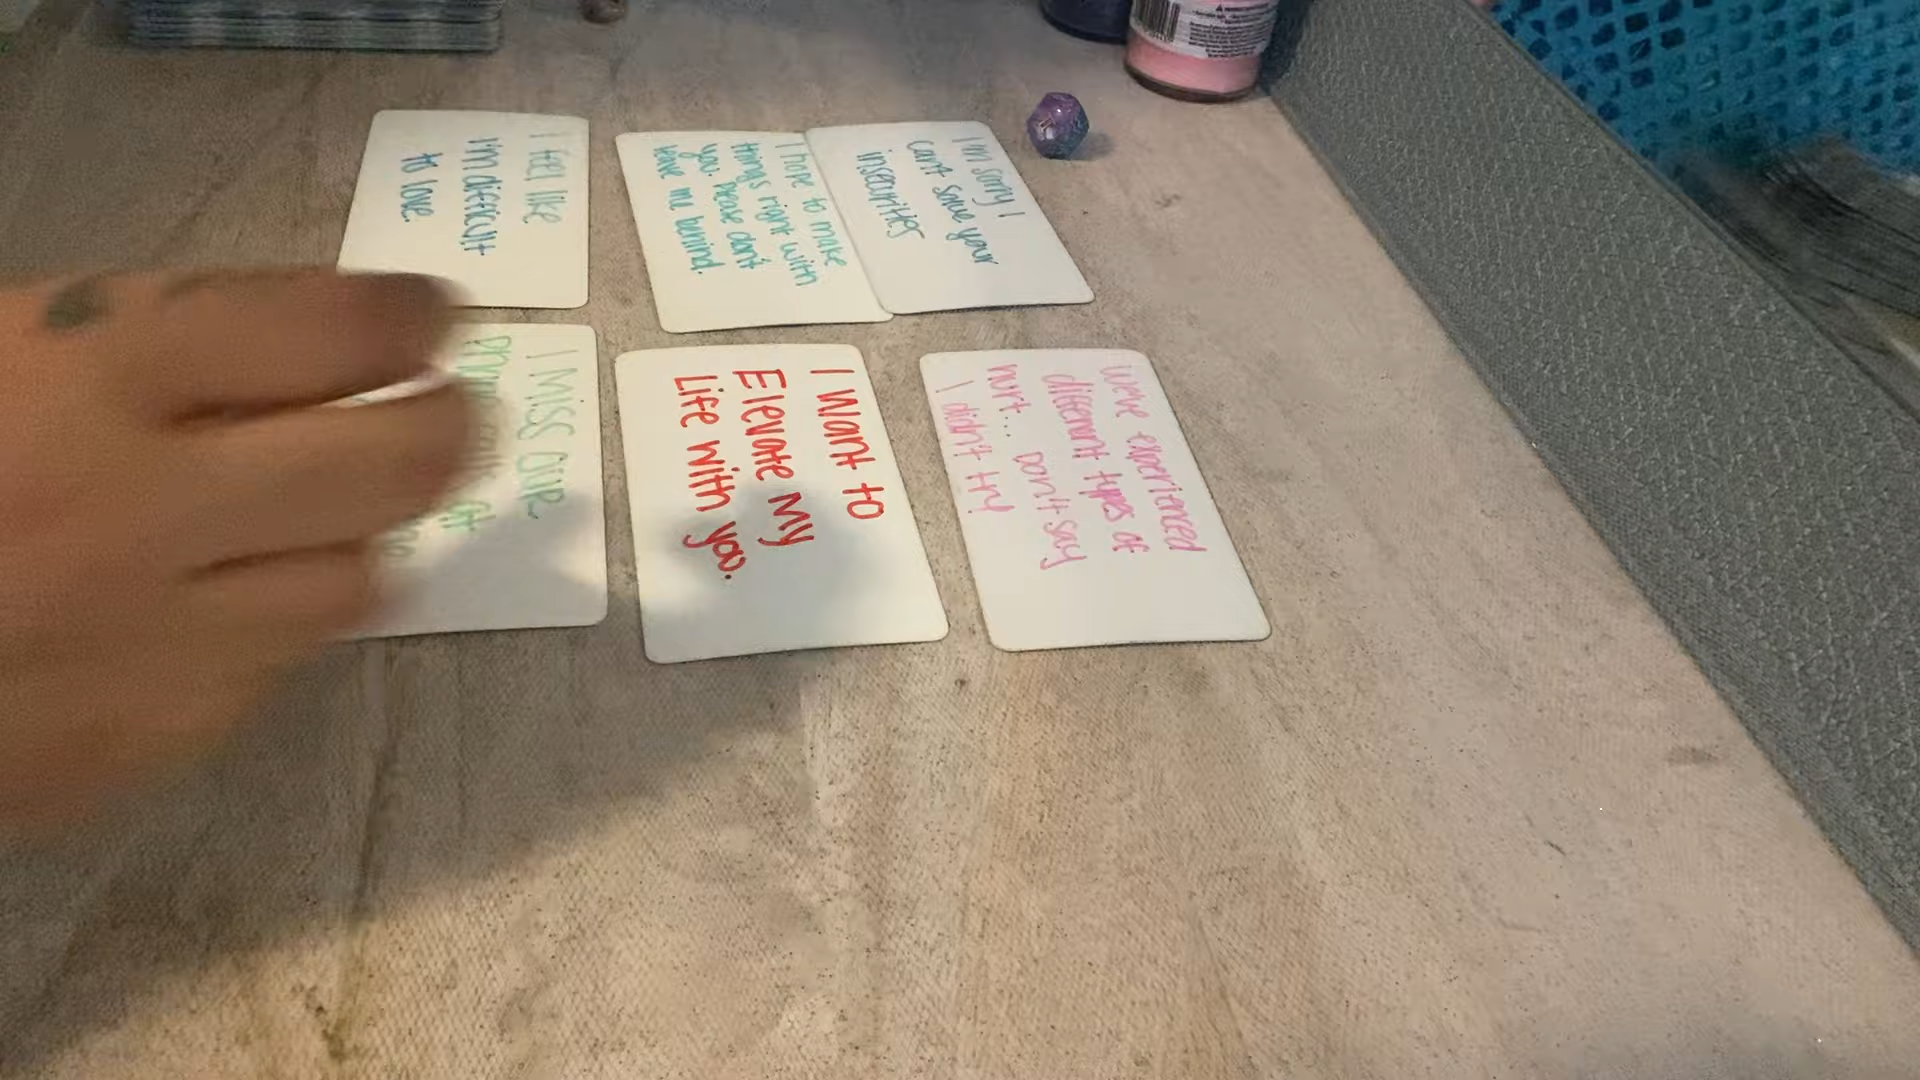 I feel like
I'm difficult
to love.
I hope to make
things right with
you, please don't
leave me behind.
I'm sorry I
can't solve your
insecurities
I Miss our
I Want to
Elevate My
Life with you.
We've experienced
different types of
hurt... don't say
I didn't try!